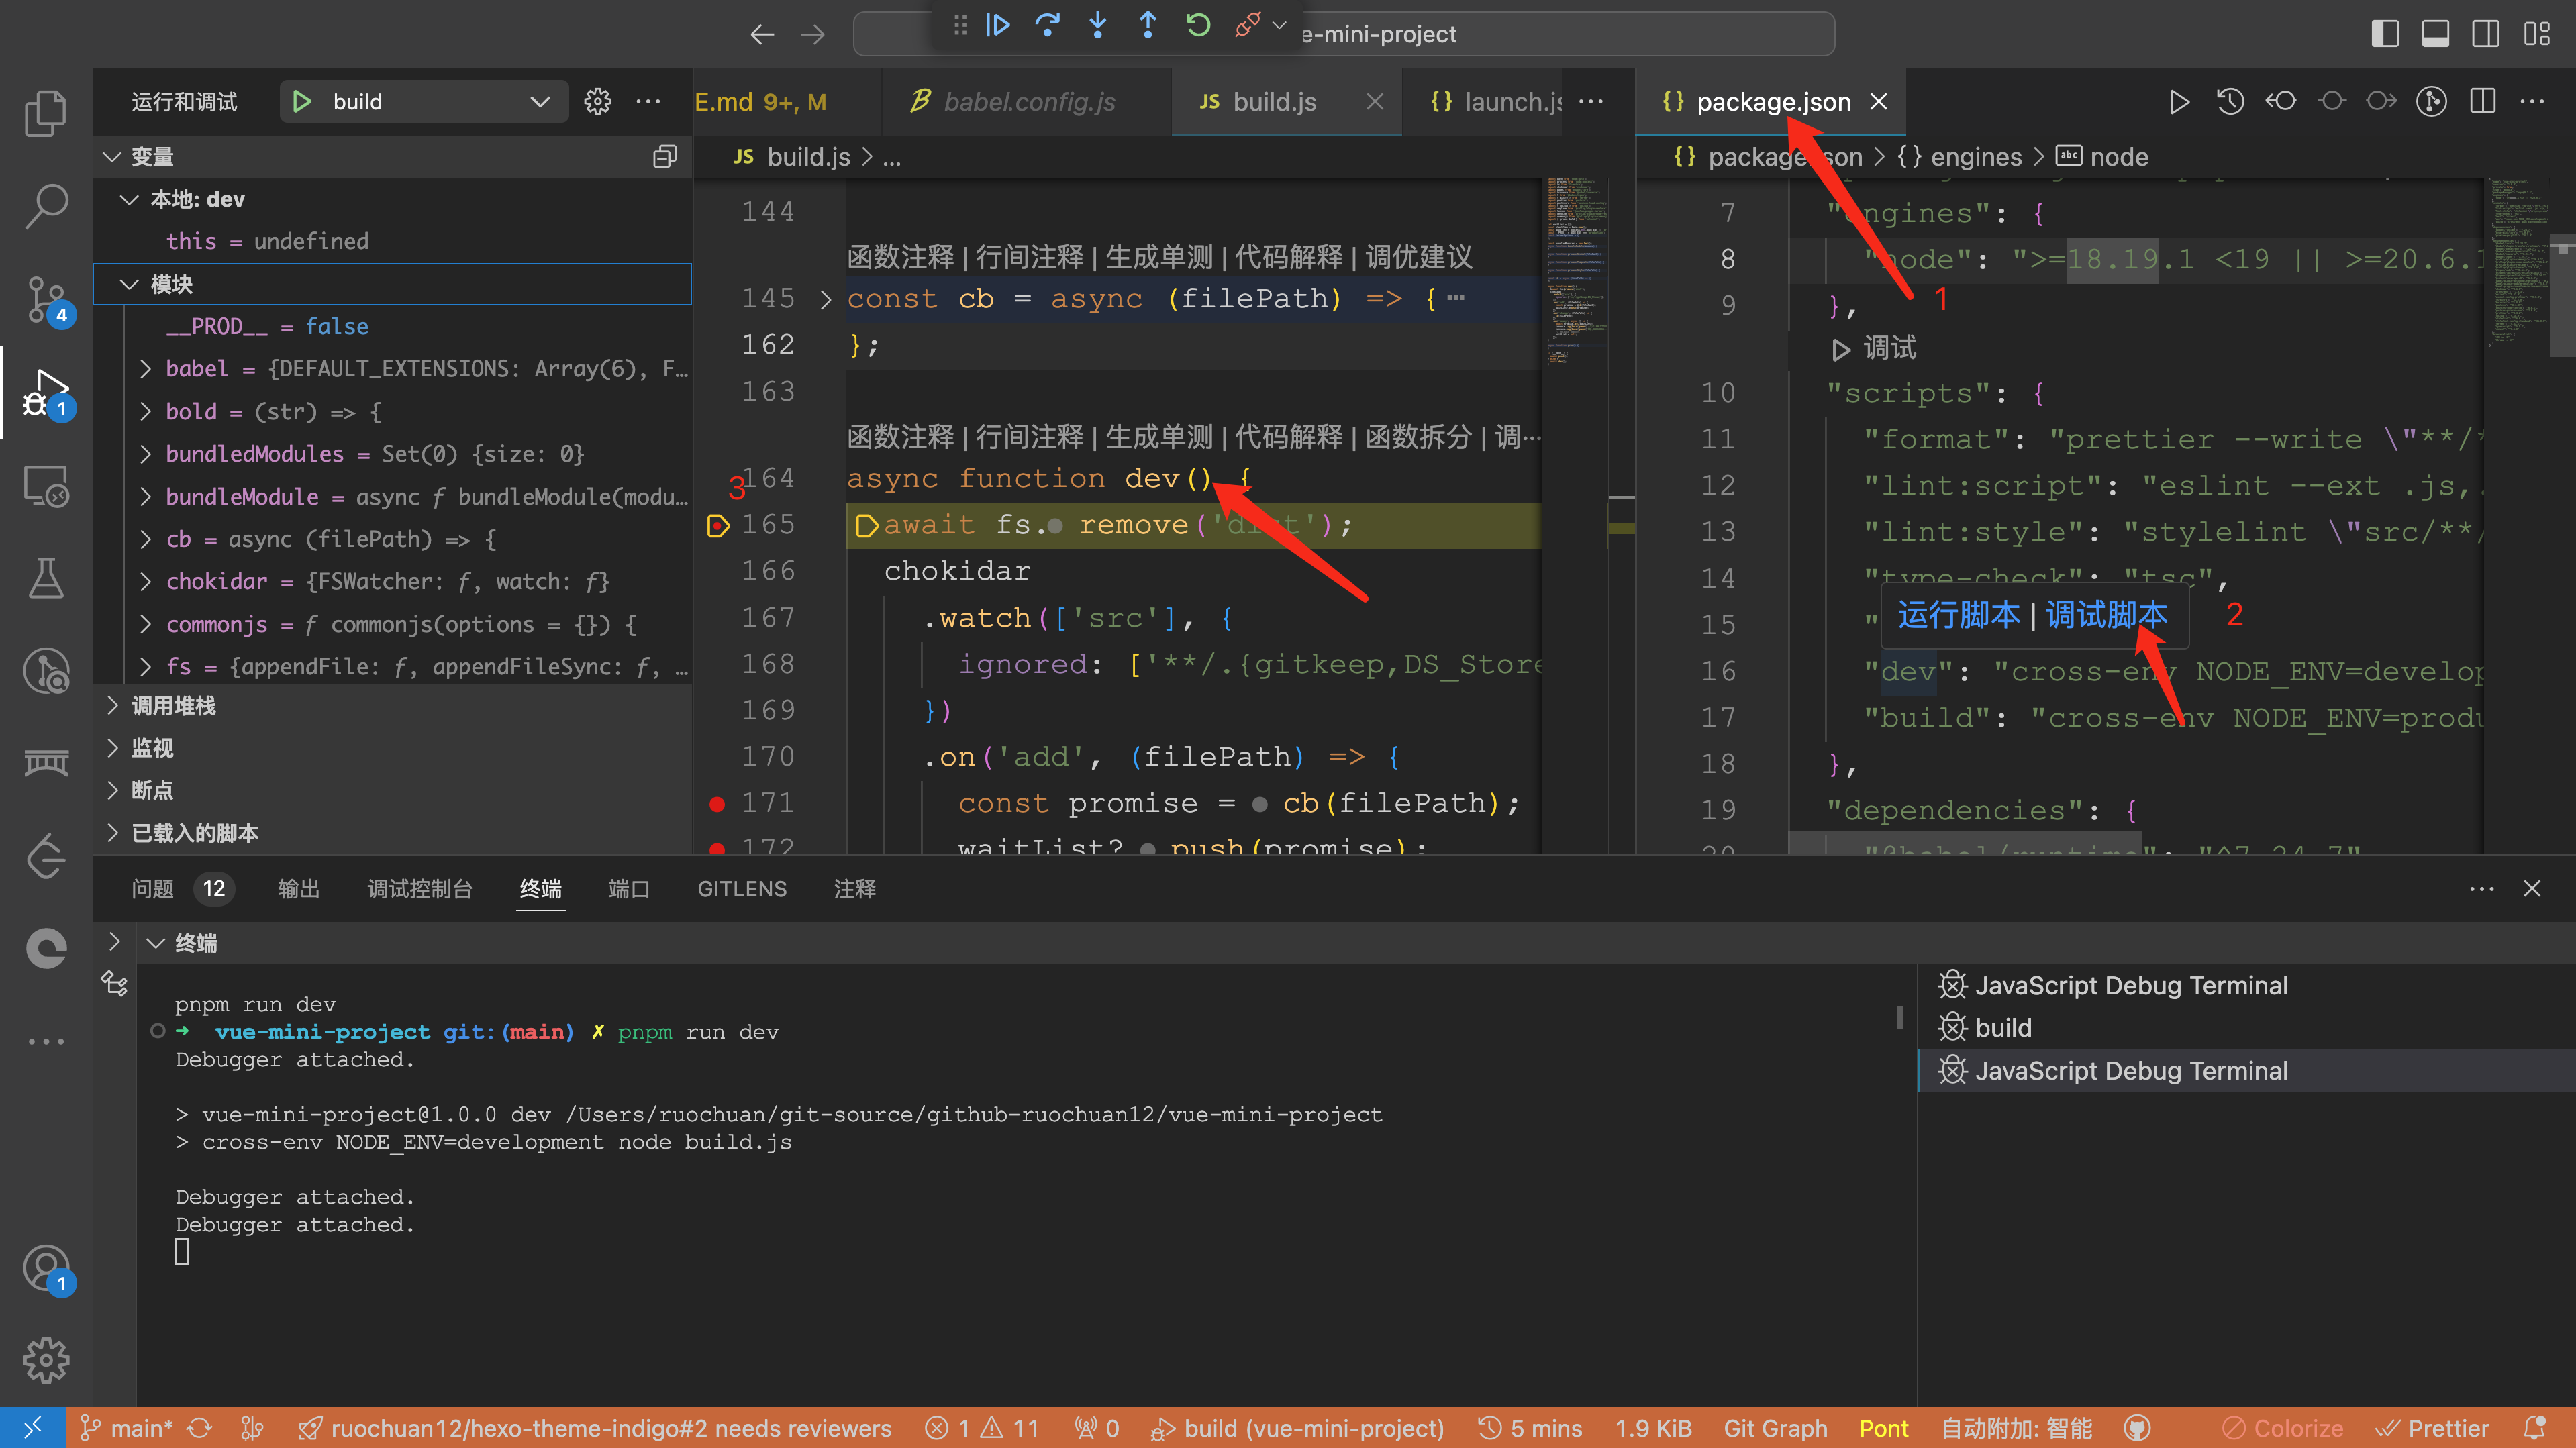 e-mini-project
运行和调试
build
E.md 9+, M
babel.config.js
JS build.js
{} launch.js
{} package.json
变量
JS build.js > ...
{} package.json > {} engines > abc node
本地: dev
this = undefined
模块
__PROD__ = false
babel = {DEFAULT_EXTENSIONS: Array(6), F…
bold = (str) => {
bundledModules = Set(0) {size: 0}
bundleModule = async ƒ bundleModule(modu…
cb = async (filePath) => {
chokidar = {FSWatcher: ƒ, watch: ƒ}
commonjs = ƒ commonjs(options = {}) {
fs = {appendFile: ƒ, appendFileSync: ƒ, …
调用堆栈
监视
断点
已载入的脚本
4
1
1
144
函数注释 | 行间注释 | 生成单测 | 代码解释 | 调优建议
145 const cb = async (filePath) => {…
162 };
163
函数注释 | 行间注释 | 生成单测 | 代码解释 | 函数拆分 | 调…
3
164 async function dev() {
165 await fs. remove('dist');
166 chokidar
167 .watch(['src'], {
168 ignored: ['**/.{gitkeep,DS_Store
169 })
170 .on('add', (filePath) => {
171 const promise = cb(filePath);
172 waitList?. push(promise);
7 "engines": {
8 "node": ">=18.19.1 <19 || >=20.6.1
1
9 },
调试
10 "scripts": {
11 "format": "prettier --write \"**/*
12 "lint:script": "eslint --ext .js,.
13 "lint:style": "stylelint \"src/**/
14 "type-check": "tsc",
15 "
运行脚本 | 调试脚本
2
16 "dev": "cross-env NODE_ENV=develop
17 "build": "cross-env NODE_ENV=produ
18 },
19 "dependencies": {
20 "@babel/runtime": "^7.24.7"
问题 12 输出 调试控制台 终端 端口 GITLENS 注释
终端
pnpm run dev
➜ vue-mini-project git:(main) ✗ pnpm run dev
Debugger attached.
> vue-mini-project@1.0.0 dev /Users/ruochuan/git-source/github-ruochuan12/vue-mini-project
> cross-env NODE_ENV=development node build.js
Debugger attached.
Debugger attached.
JavaScript Debug Terminal
build
JavaScript Debug Terminal
main* ruochuan12/hexo-theme-indigo#2 needs reviewers 1 11 0 build (vue-mini-project) 5 mins 1.9 KiB Git Graph Pont 自动附加: 智能 Colorize Prettier